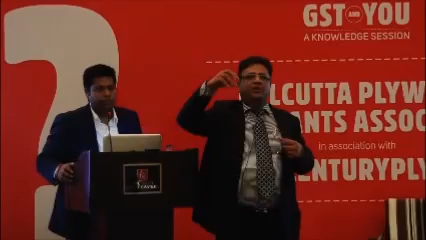 GST AND YOU
A KNOWLEDGE SESSION
LCUTTA PLYW
ANTS ASSOC
in association with
ENTURYPLY